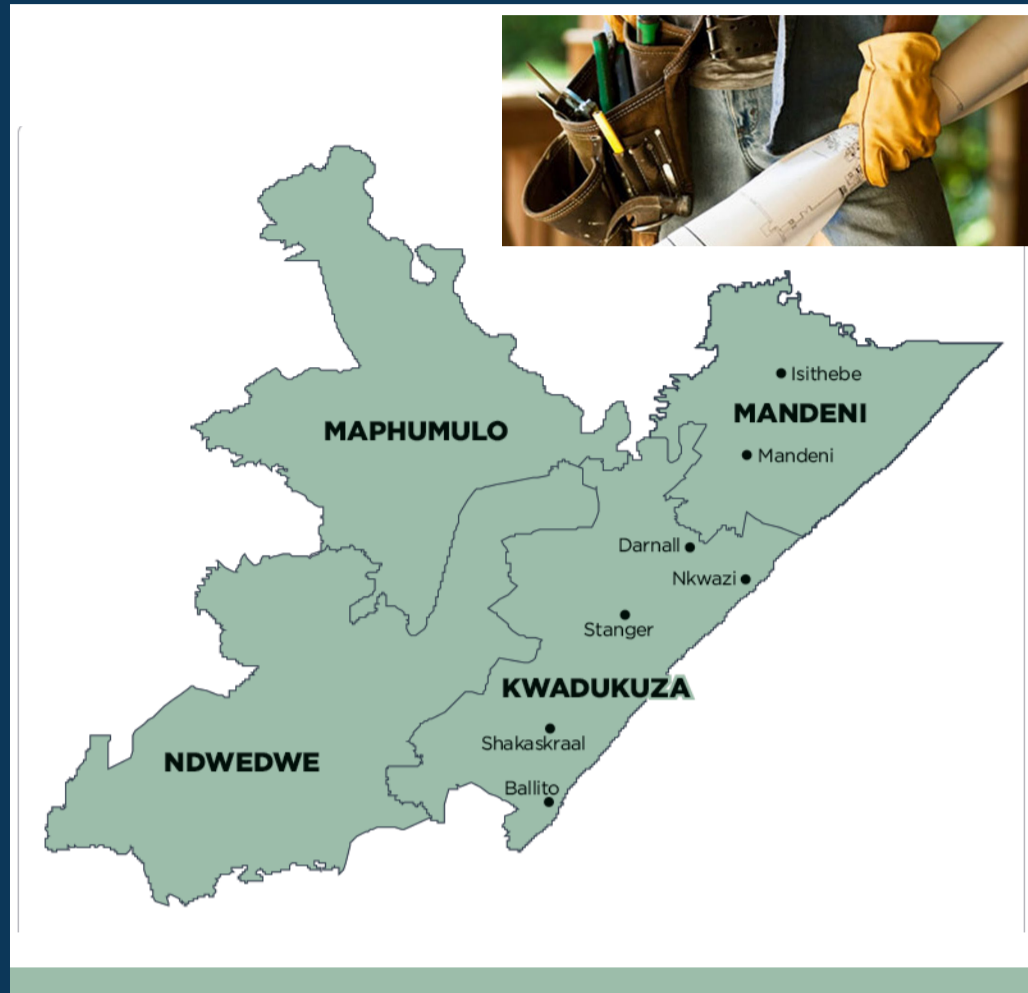 Isithebe
MANDENI
MAPHUMULO
Mandeni
Darnall
Nkwazi
Stanger
KWADUKUZA
Shakaskraal
NDWEDWE
Ballito